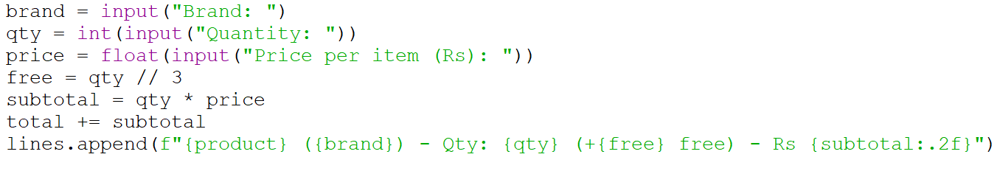 brand = input("Brand: ")
qty = int(input("Quantity: "))
price = float(input("Price per item (Rs): "))
free = qty // 3
subtotal = qty * price
total += subtotal
lines.append(f"{product} ({brand}) - Qty: {qty} (+{free} free) - Rs {subtotal:.2f}")